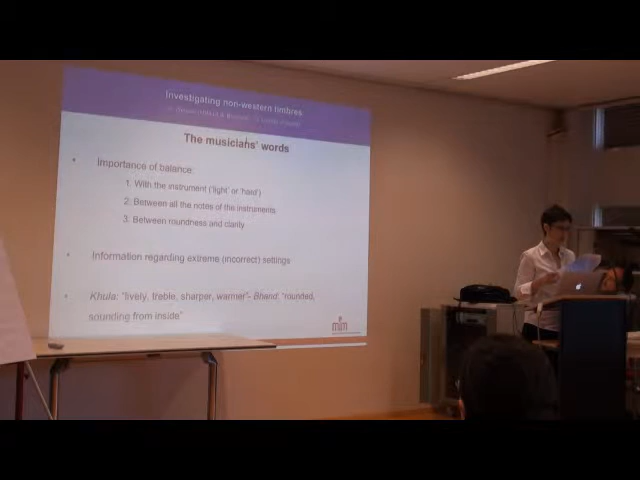 Investigating non-western timbres
The musicians' words
• Importance of balance:
1. With the instrument ('light' or 'hard')
2. Between all the notes of the instruments
3. Between roundness and clarity
• Information regarding extreme (incorrect) settings
• Khula: "lively, treble, sharper, warmer"- Bhand: "rounded,
sounding from inside"
mim